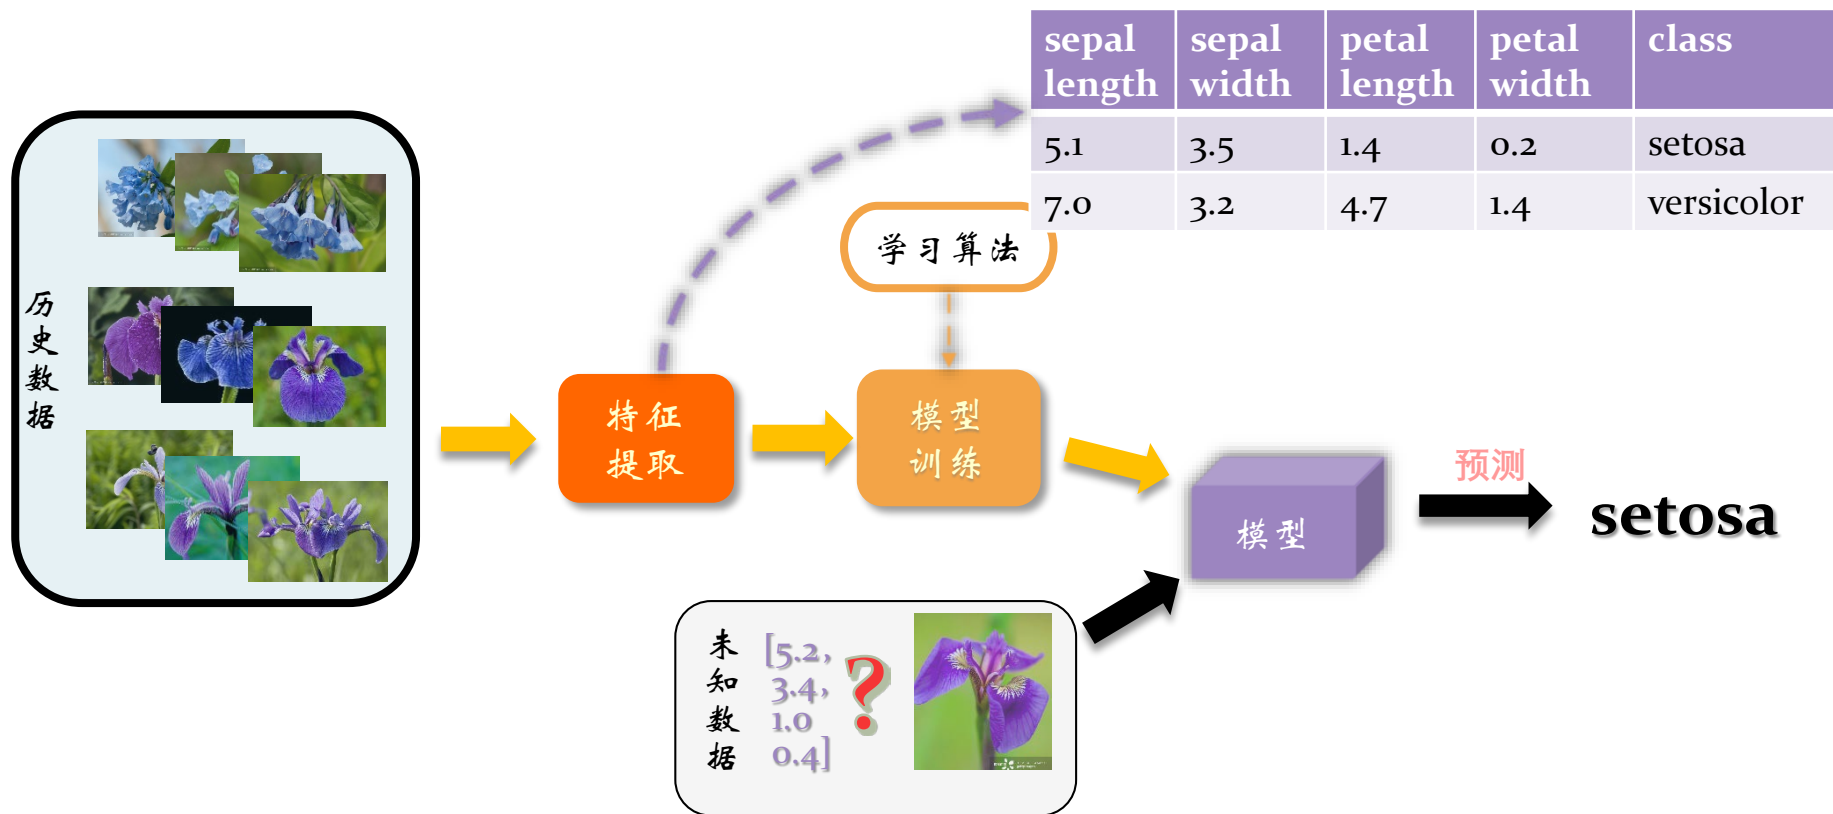 sepal length
sepal width
petal length
petal width
class
5.1 3.5 1.4 0.2 setosa
7.0 3.2 4.7 1.4 versicolor
学习算法
历史数据
特征
提取
模型
训练
模型
预测
setosa
未知数据
[5.2,
3.4,
1.0
0.4]
?